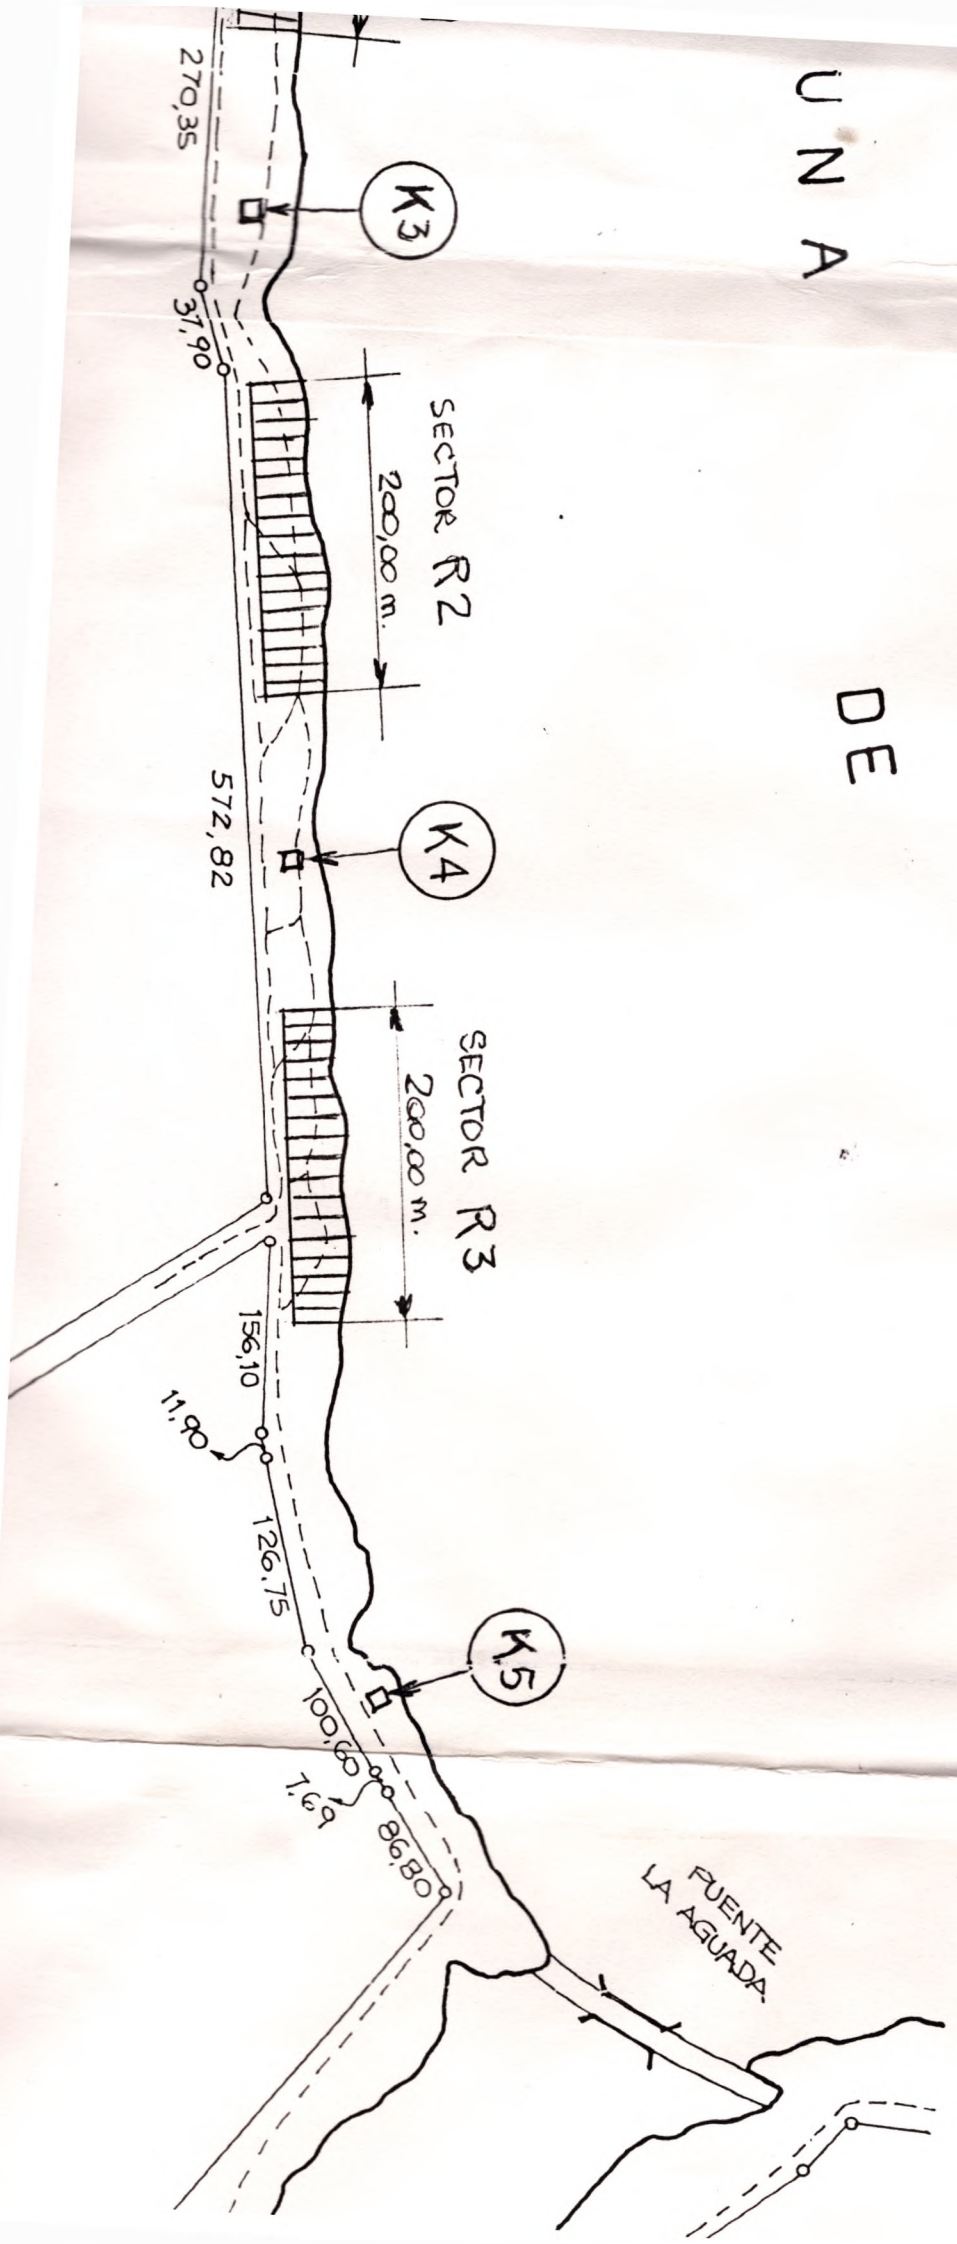 U N A
DE
270,35
K3
37,90
SECTOR R2
200,00 m.
572,82
K4
SECTOR R3
200,00 m.
156,10
11,90
126,75
K5
100,60
7,69
86,80
PUENTE
LA AGUADA